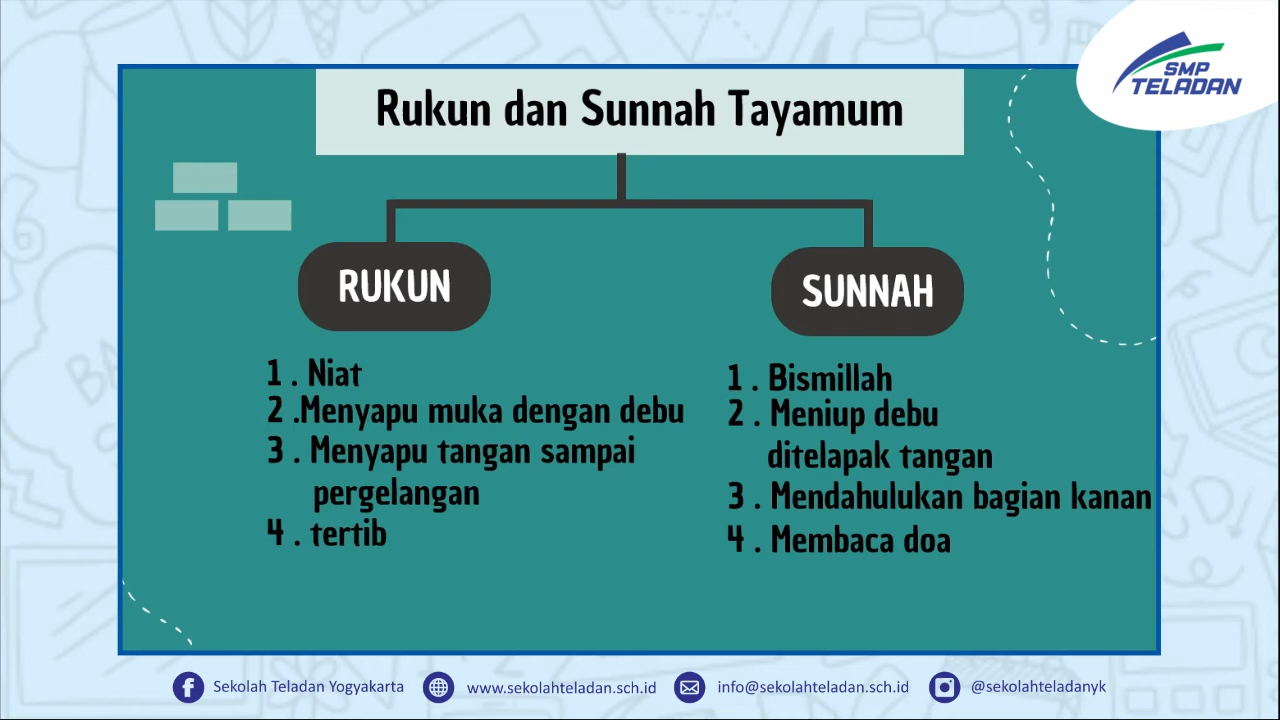 SMP
TELADAN
Rukun dan Sunnah Tayamum
RUKUN
1 . Niat
2 .Menyapu muka dengan debu
3 . Menyapu tangan sampai
pergelangan
4 . tertib
SUNNAH
1 . Bismillah
2 . Meniup debu
ditelapak tangan
3 . Mendahulukan bagian kanan
4 . Membaca doa
Sekolah Teladan Yogyakarta
www.sekolahteladan.sch.id
info@sekolahteladan.sch.id
@sekolahteladanyk